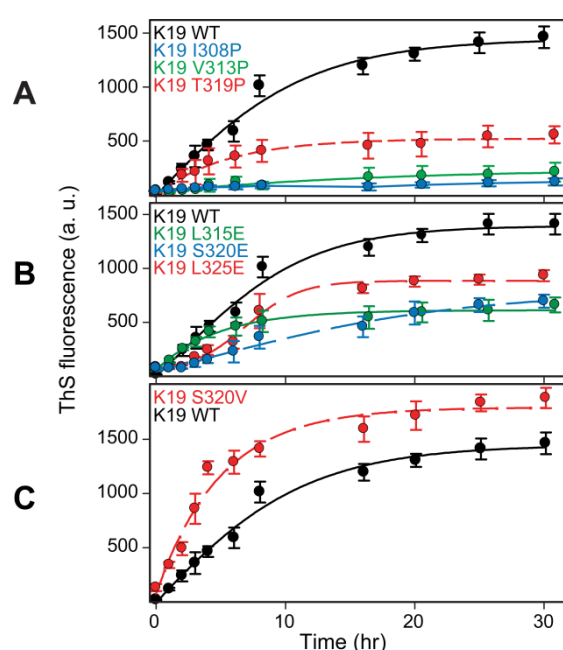 A
1500
1000
500
K19 WT
K19 I308P
K19 V313P
K19 T319P
B
1500
1000
500
K19 WT
K19 L315E
K19 S320E
K19 L325E
C
1500
1000
500
K19 S320V
K19 WT
ThS fluorescence (a. u.)
0 10 20 30
Time (hr)